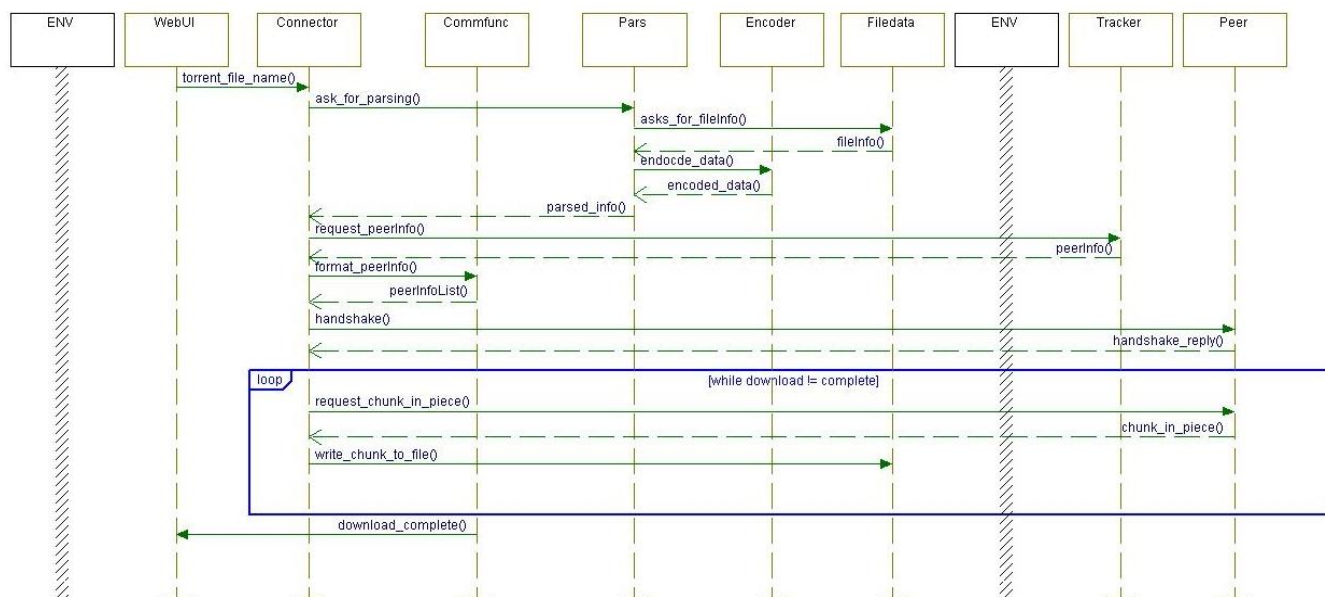 ENV WebUI Connector Commfunc Pars Encoder Filedata ENV Tracker Peer
torrent_file_name()
ask_for_parsing()
asks_for_fileInfo()
fileInfo()
endocde_data()
encoded_data()
parsed_info()
request_peerInfo()
peerInfo()
format_peerInfo()
peerInfoList()
handshake()
handshake_reply()
loop [while download != complete]
request_chunk_in_piece()
chunk_in_piece()
write_chunk_to_file()
download_complete()